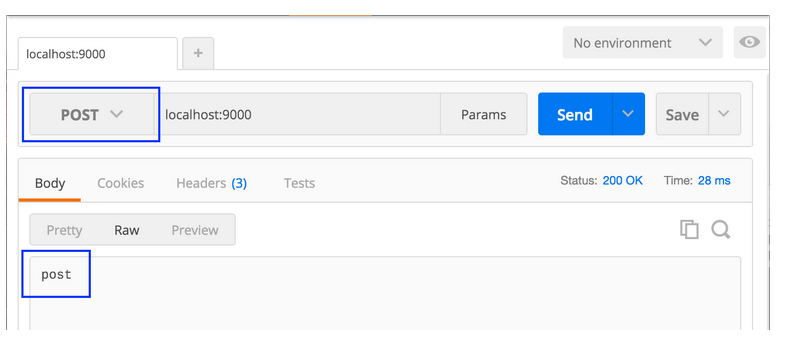 localhost:9000 +
No environment
POST localhost:9000 Params Send Save
Body Cookies Headers (3) Tests Status: 200 OK Time: 28 ms
Pretty Raw Preview
post